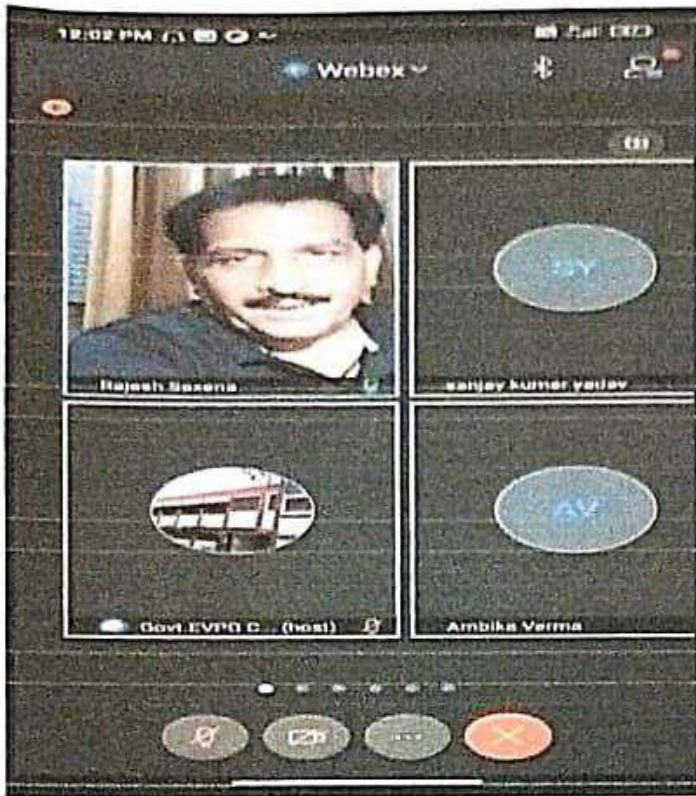 12:02 PM
Webex
SY
Rajesh Saxena
sanjay kumar yadav
AV
Govt.EVPG C... (host)
Ambika Verma